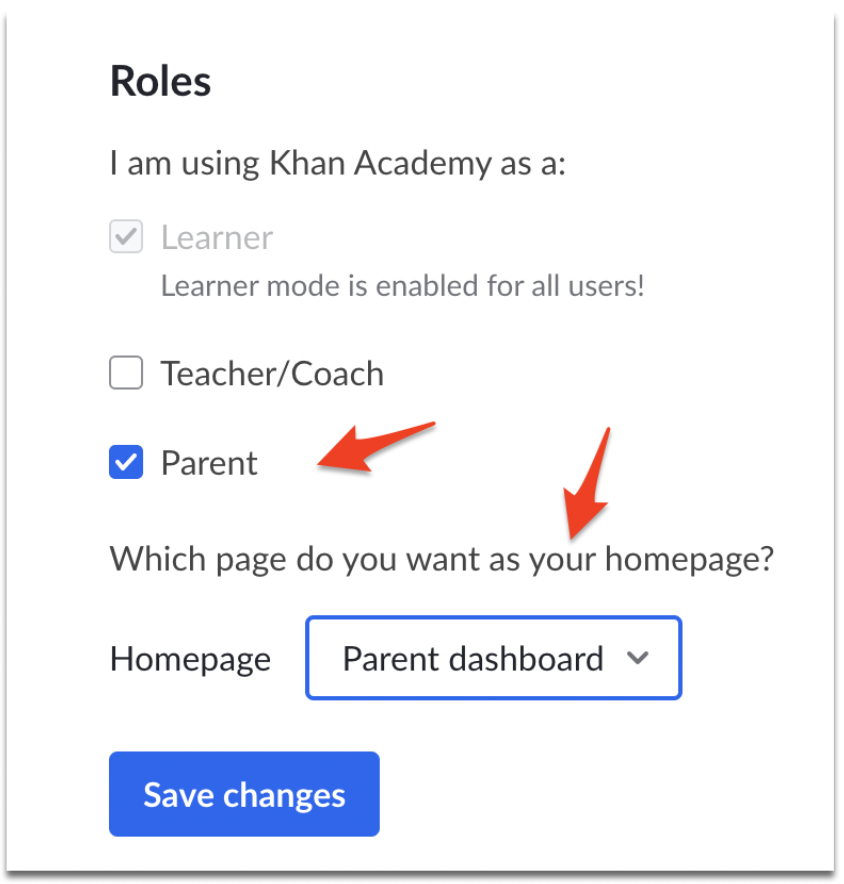 Roles
I am using Khan Academy as a:
Learner
Learner mode is enabled for all users!
Teacher/Coach
Parent
Which page do you want as your homepage?
Homepage Parent dashboard
Save changes